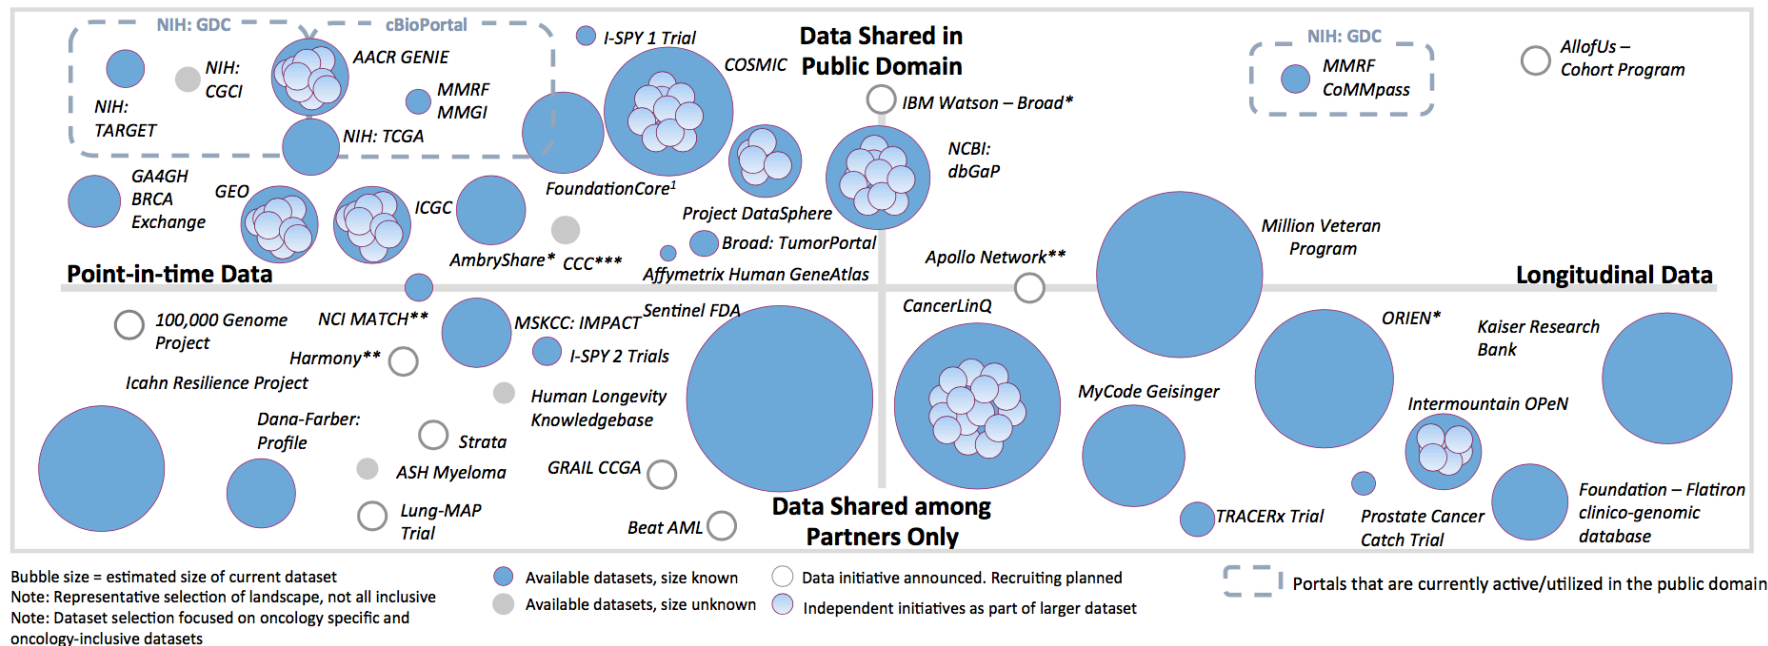 NIH: GDC
cBioPortal
I-SPY 1 Trial
Data Shared in
Public Domain
NIH: GDC
AllofUs –
Cohort Program
NIH:
CGCI
AACR GENIE
COSMIC
MMRF
CoMMpass
NIH:
TARGET
MMRF
MMGI
IBM Watson – Broad*
NIH: TCGA
NCBI:
dbGaP
GA4GH
BRCA
Exchange
GEO
ICGC
FoundationCore¹
Project DataSphere
Million Veteran
Program
AmbryShare*
CCC***
Broad: TumorPortal
Affymetrix Human GeneAtlas
Apollo Network**
Point-in-time Data
Longitudinal Data
100,000 Genome
Project
NCI MATCH**
MSKCC: IMPACT
Sentinel FDA
CancerLinQ
ORIEN*
Kaiser Research
Bank
Harmony**
I-SPY 2 Trials
Icahn Resilience Project
Human Longevity
Knowledgebase
MyCode Geisinger
Intermountain OPeN
Dana-Farber:
Profile
Strata
ASH Myeloma
GRAIL CCGA
Lung-MAP
Trial
Beat AML
Data Shared among
Partners Only
TRACERx Trial
Prostate Cancer
Catch Trial
Foundation – Flatiron
clinico-genomic
database
Bubble size = estimated size of current dataset
Note: Representative selection of landscape, not all inclusive
Note: Dataset selection focused on oncology specific and
oncology-inclusive datasets
Available datasets, size known
Available datasets, size unknown
Data initiative announced. Recruiting planned
Independent initiatives as part of larger dataset
Portals that are currently active/utilized in the public domain